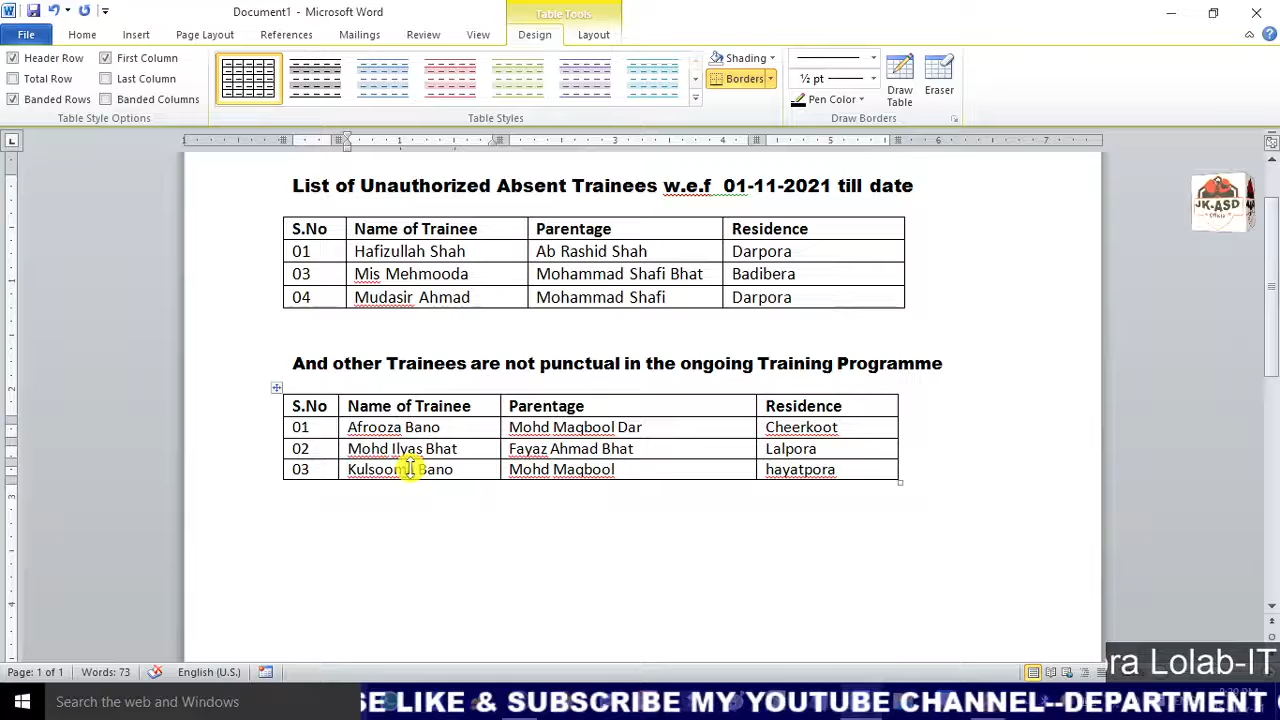 Document1 - Microsoft Word
Table Tools
File Home Insert Page Layout References Mailings Review View Design Layout
Header Row First Column
Total Row Last Column
Banded Rows Banded Columns
Table Style Options
Table Styles
Shading
Borders
½ pt
Pen Color
Draw Table
Eraser
Draw Borders
List of Unauthorized Absent Trainees w.e.f 01-11-2021 till date
S.No Name of Trainee Parentage Residence
01 Hafizullah Shah Ab Rashid Shah Darpora
03 Mis Mehmooda Mohammad Shafi Bhat Badibera
04 Mudasir Ahmad Mohammad Shafi Darpora
And other Trainees are not punctual in the ongoing Training Programme
S.No Name of Trainee Parentage Residence
01 Afrooza Bano Mohd Maqbool Dar Cheerkoot
02 Mohd Ilyas Bhat Fayaz Ahmad Bhat Lalpora
03 Bano Mohd Maqbool hayatpora
JK-ASD
Page: 1 of 1 Words: 73 English (U.S.)
ora Lolab-IT
Search the web and Windows
SE LIKE & SUBSCRIBE MY YOUTUBE CHANNEL--DEPARTMENT